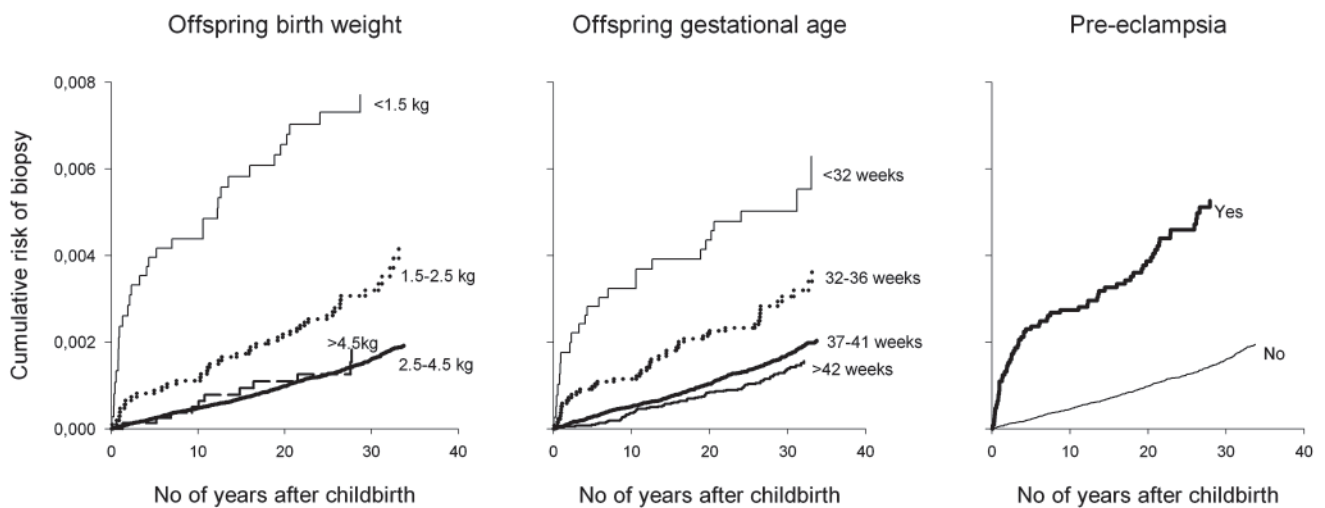 Offspring birth weight
Offspring gestational age
Pre-eclampsia
Cumulative risk of biopsy
0,008
0,006
0,004
0,002
0,000
<1.5 kg
1.5-2.5 kg
>4.5kg
2.5-4.5 kg
0 10 20 30 40
No of years after childbirth
<32 weeks
32-36 weeks
37-41 weeks
>42 weeks
0 10 20 30 40
No of years after childbirth
Yes
No
0 10 20 30 40
No of years after childbirth